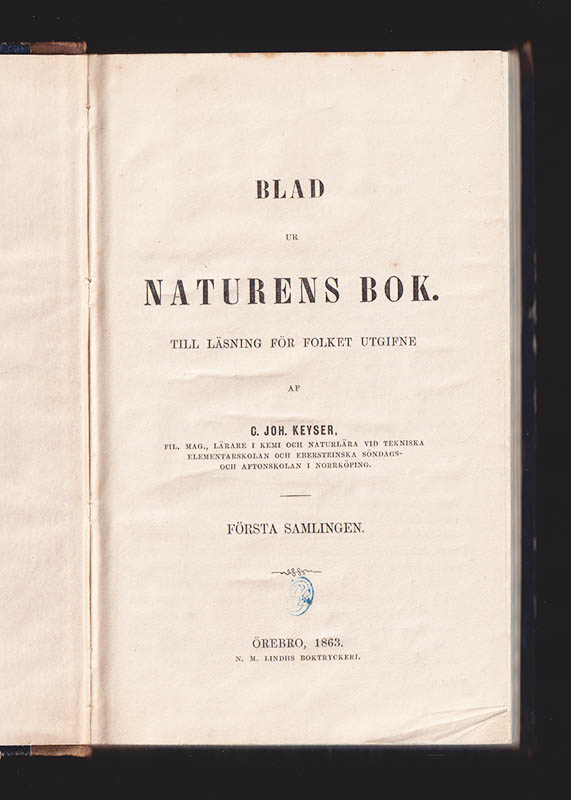 BLAD
UR
NATURENS BOK.
TILL LÄSNING FÖR FOLKET UTGIFNE
AF
C. JOH. KEYSER,
FIL. MAG., LÄRARE I KEMI OCH NATURLÄRA VID TEKNISKA
ELEMENTARSKOLAN OCH EBERSTEINSKA SÖNDAGS-
OCH AFTONSKOLAN I NORRKÖPING.
FÖRSTA SAMLINGEN.
ÖREBRO, 1863.
N. M. LINDHS BOKTRYCKERI.